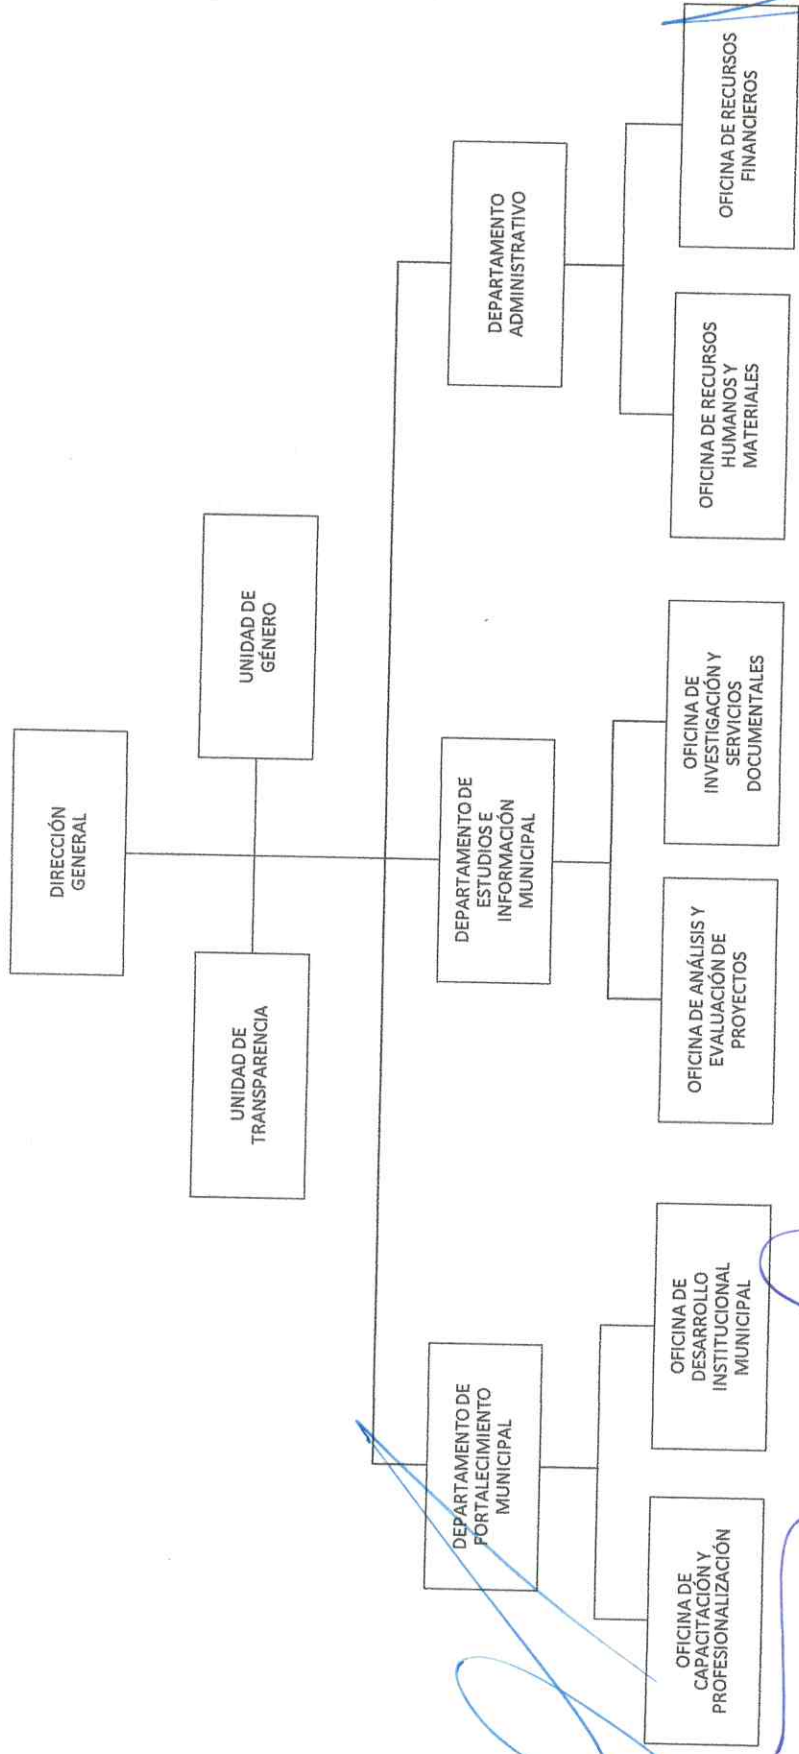 DIRECCIÓN
GENERAL
UNIDAD DE
TRANSPARENCIA
UNIDAD DE
GÉNERO
DEPARTAMENTO DE
FORTALECIMIENTO
MUNICIPAL
DEPARTAMENTO DE
ESTUDIOS E
INFORMACIÓN
MUNICIPAL
DEPARTAMENTO
ADMINISTRATIVO
OFICINA DE
CAPACITACIÓN Y
PROFESIONALIZACIÓN
OFICINA DE
DESARROLLO
INSTITUCIONAL
MUNICIPAL
OFICINA DE ANÁLISIS Y
EVALUACIÓN DE
PROYECTOS
OFICINA DE
INVESTIGACIÓN Y
SERVICIOS
DOCUMENTALES
OFICINA DE RECURSOS
HUMANOS Y
MATERIALES
OFICINA DE RECURSOS
FINANCIEROS